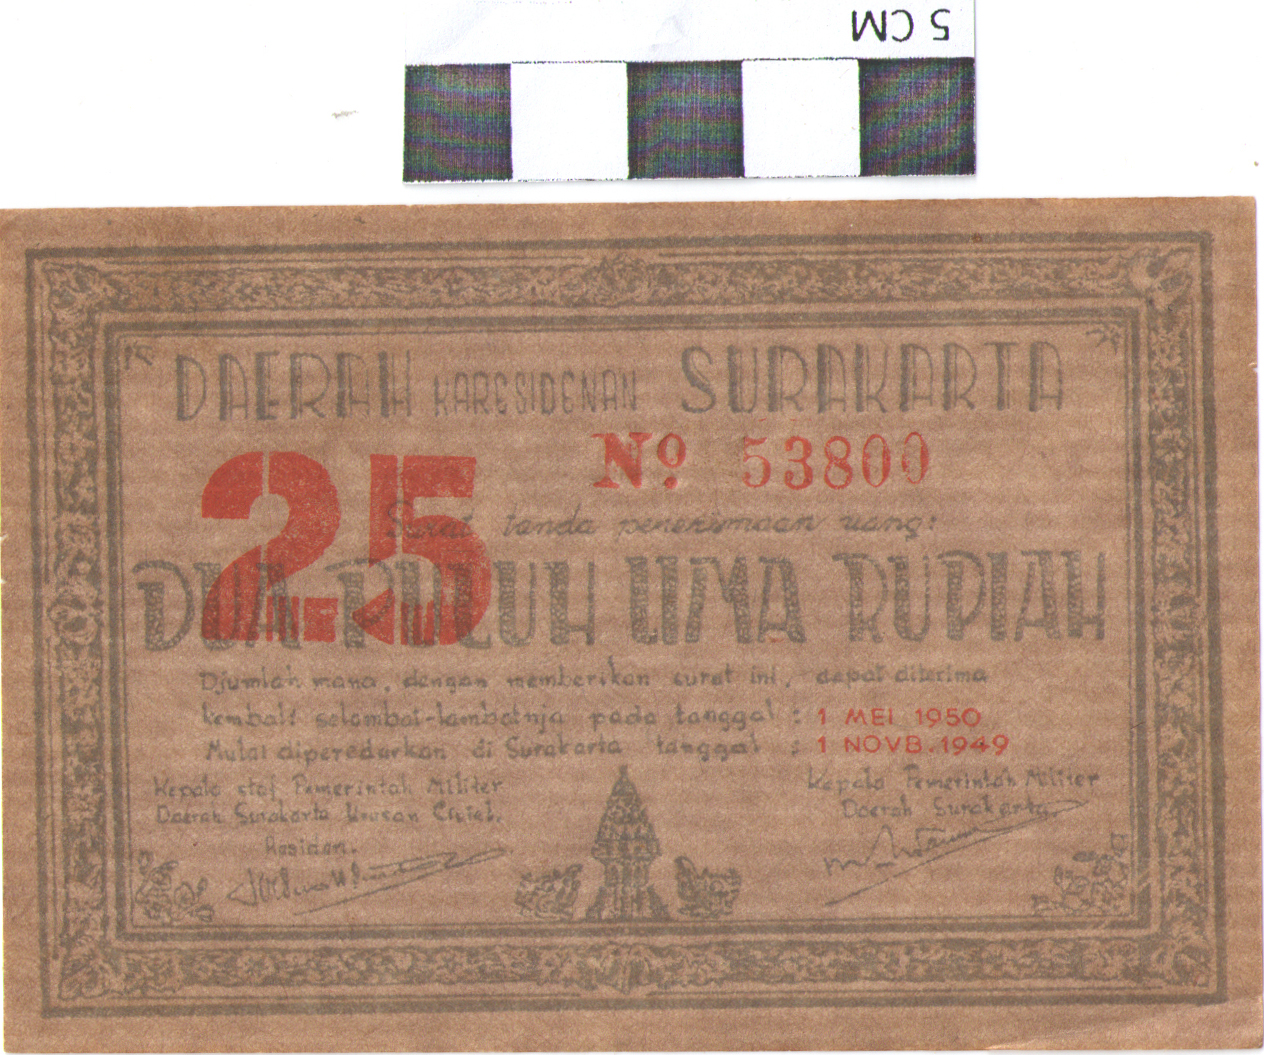 5 CM
DAERAH KARESIDENAN SURAKARTA
25
No. 53800
Surat tanda penerimaan uang:
DUA PULUH LIMA RUPIAH
Djumlah mana, dengan memberikan surat ini, dapat diterima
kembali selambat-lambatnja pada tanggal : 1 MEI 1950
Mulai diperedarkan di Surakarta tanggal : 1 NOVB. 1949
Kepala staf Pemerintah Militer
Daerah Surakarta Urusan Civiel.
Residen.
Kepala Pemerintah Militer
Daerah Surakarta.